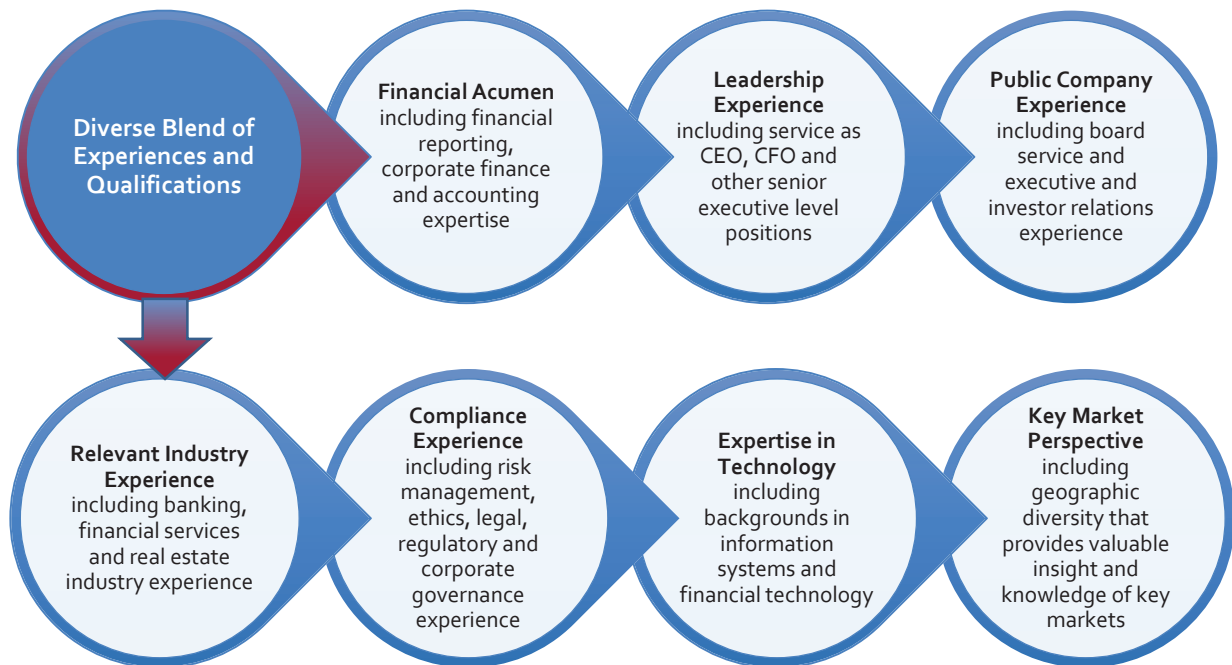 Diverse Blend of
Experiences and
Qualifications
Financial Acumen
including financial
reporting,
corporate finance
and accounting
expertise
Leadership
Experience
including service as
CEO, CFO and
other senior
executive level
positions
Public Company
Experience
including board
service and
executive and
investor relations
experience
Relevant Industry
Experience
including banking,
financial services
and real estate
industry experience
Compliance
Experience
including risk
management,
ethics, legal,
regulatory and
corporate
governance
experience
Expertise in
Technology
including
backgrounds in
information
systems and
financial technology
Key Market
Perspective
including
geographic
diversity that
provides valuable
insight and
knowledge of key
markets